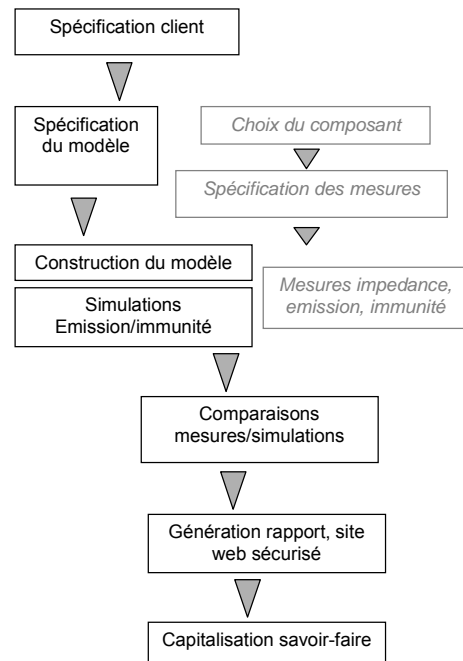 Spécification client
Spécification
du modèle
Choix du composant
Spécification des mesures
Construction du modèle
Simulations
Emission/immunité
Mesures impedance,
emission, immunité
Comparaisons
mesures/simulations
Génération rapport, site
web sécurisé
Capitalisation savoir-faire